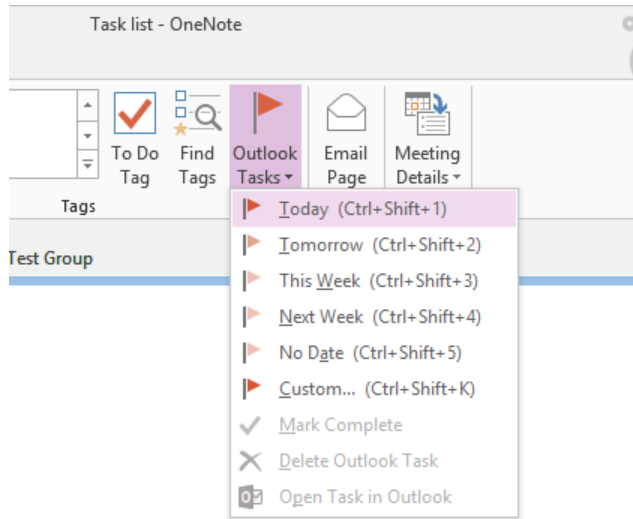 Task list - OneNote
To Do Tag
Find Tags
Outlook Tasks
Email Page
Meeting Details
Tags
Test Group
Today (Ctrl+Shift+1)
Tomorrow (Ctrl+Shift+2)
This Week (Ctrl+Shift+3)
Next Week (Ctrl+Shift+4)
No Date (Ctrl+Shift+5)
Custom... (Ctrl+Shift+K)
Mark Complete
Delete Outlook Task
Open Task in Outlook